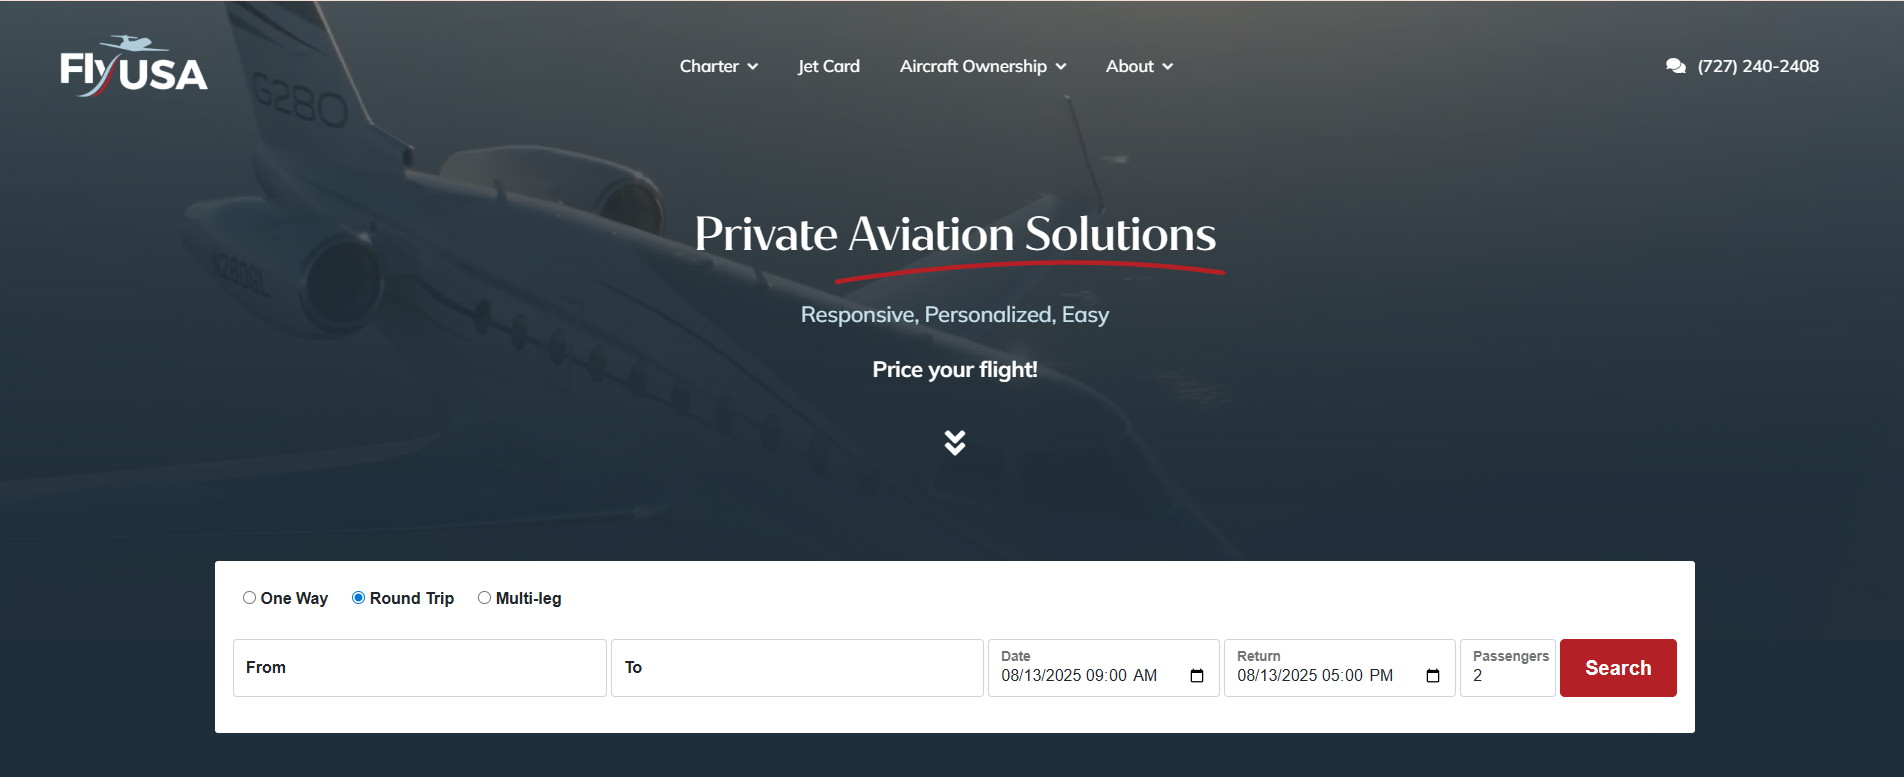 FlyUSA
Charter
Jet Card
Aircraft Ownership
About
(727) 240-2408
G280
N280GL
Private Aviation Solutions
Responsive, Personalized, Easy
Price your flight!
One Way
Round Trip
Multi-leg
From
To
Date
08/13/2025 09:00 AM
Return
08/13/2025 05:00 PM
Passengers
2
Search